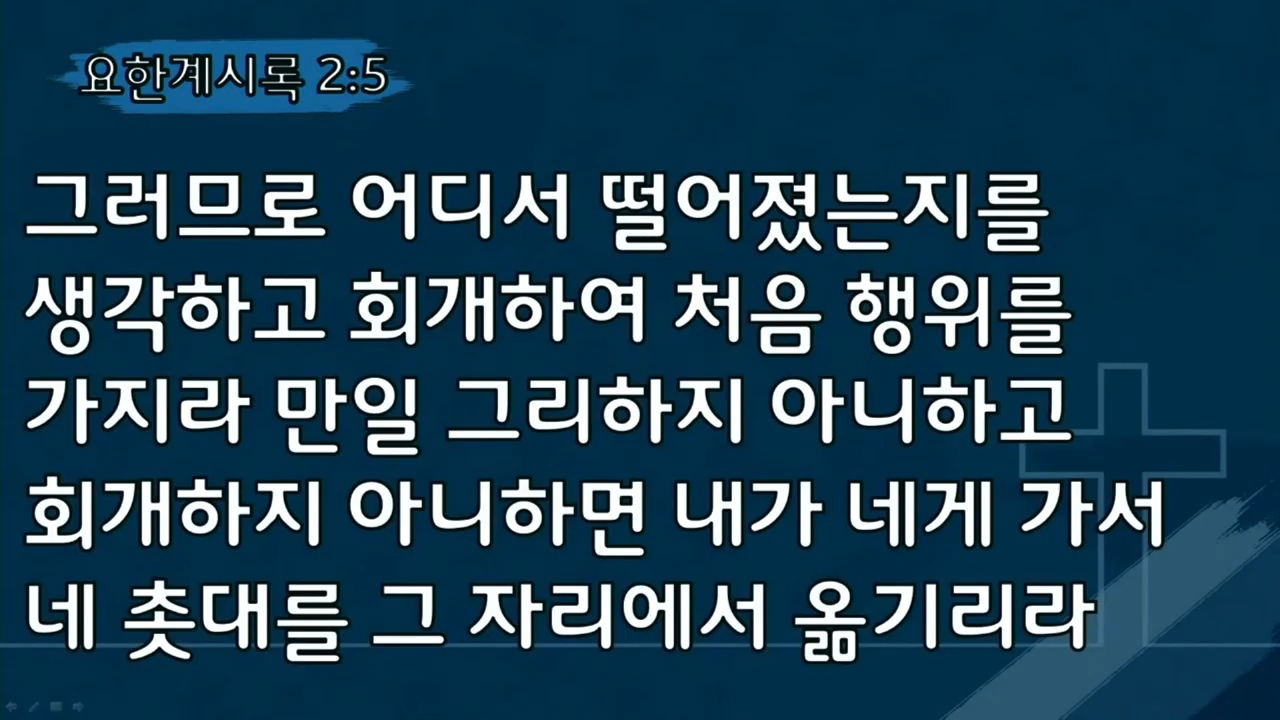 요한계시록 2:5
그러므로 어디서 떨어졌는지를
생각하고 회개하여 처음 행위를
가지라 만일 그리하지 아니하고
회개하지 아니하면 내가 네게 가서
네 촛대를 그 자리에서 옮기리라